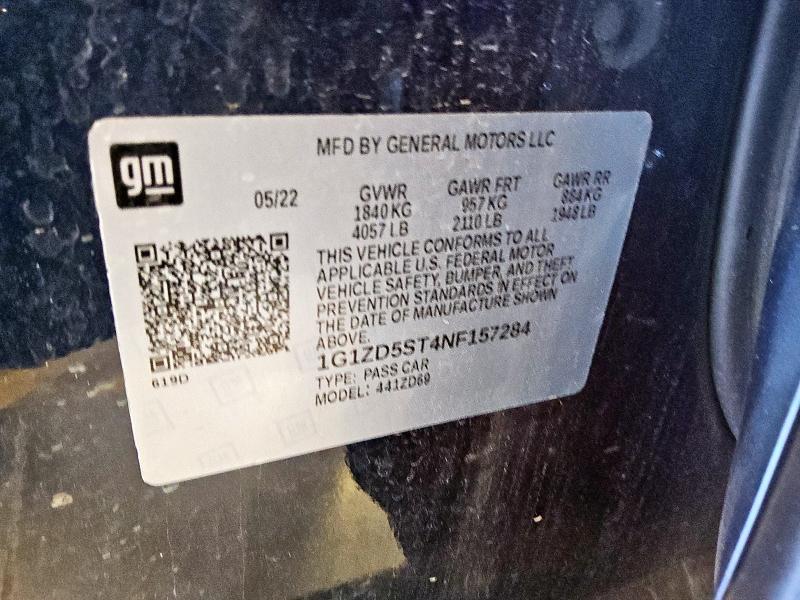 gm
MFD BY GENERAL MOTORS LLC
05/22
GVWR GAWR FRT GAWR RR
1840 KG 957 KG 884 KG
4057 LB 2110 LB 1948 LB
THIS VEHICLE CONFORMS TO ALL
APPLICABLE U.S. FEDERAL MOTOR
VEHICLE SAFETY, BUMPER, AND THEFT
PREVENTION STANDARDS IN EFFECT ON
THE DATE OF MANUFACTURE SHOWN
ABOVE.
1G1ZD5ST4NF157284
TYPE: PASS CAR
MODEL: 441ZD69
619D